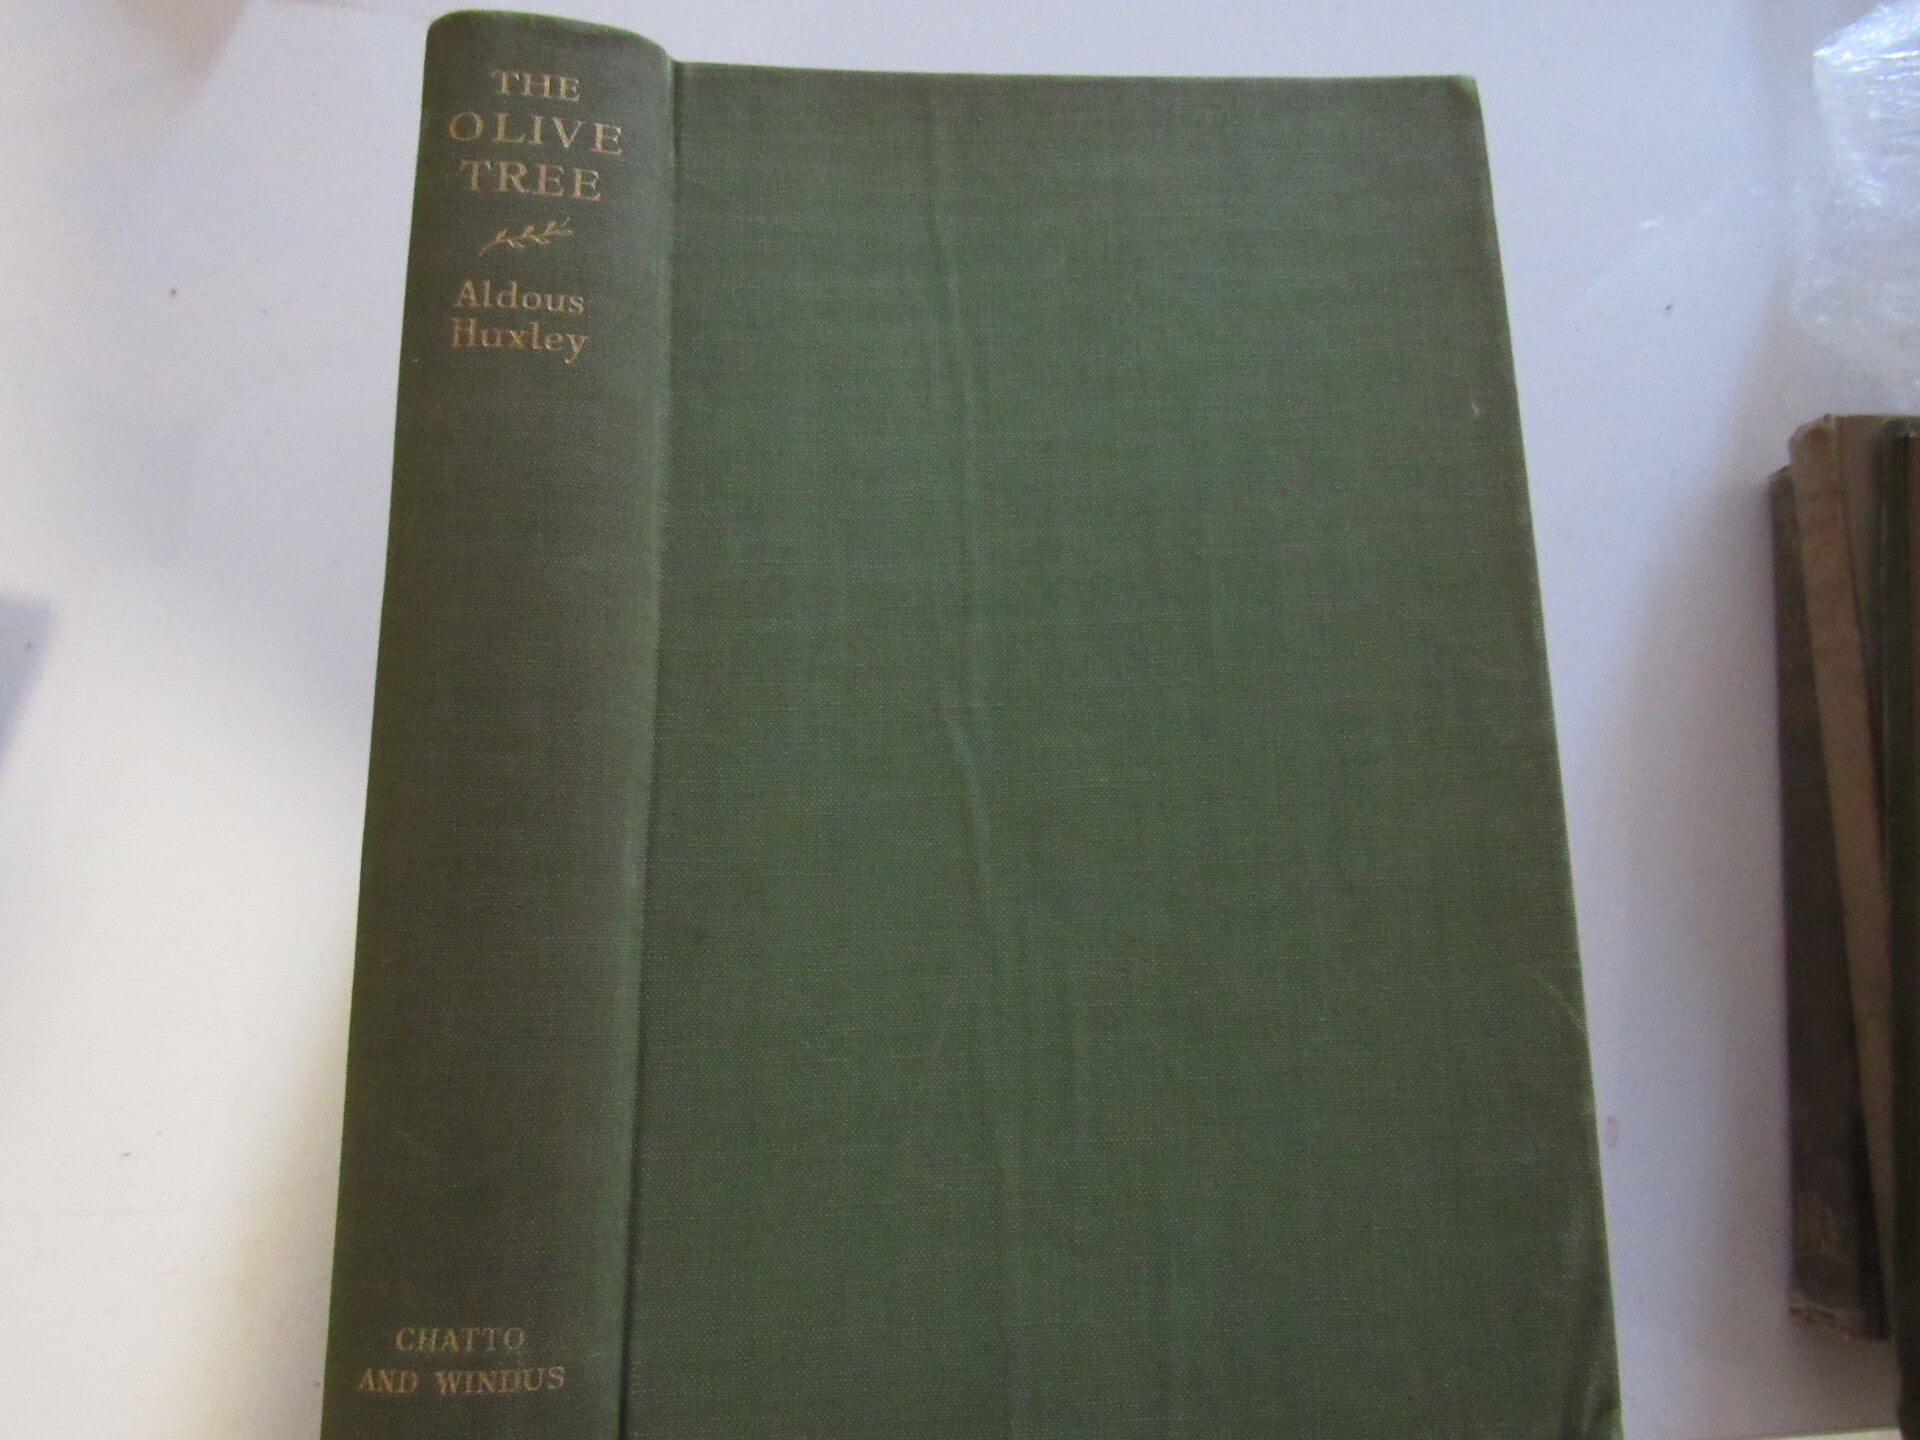 THE
OLIVE
TREE
Aldous
Huxley
CHATTO
AND WINDUS